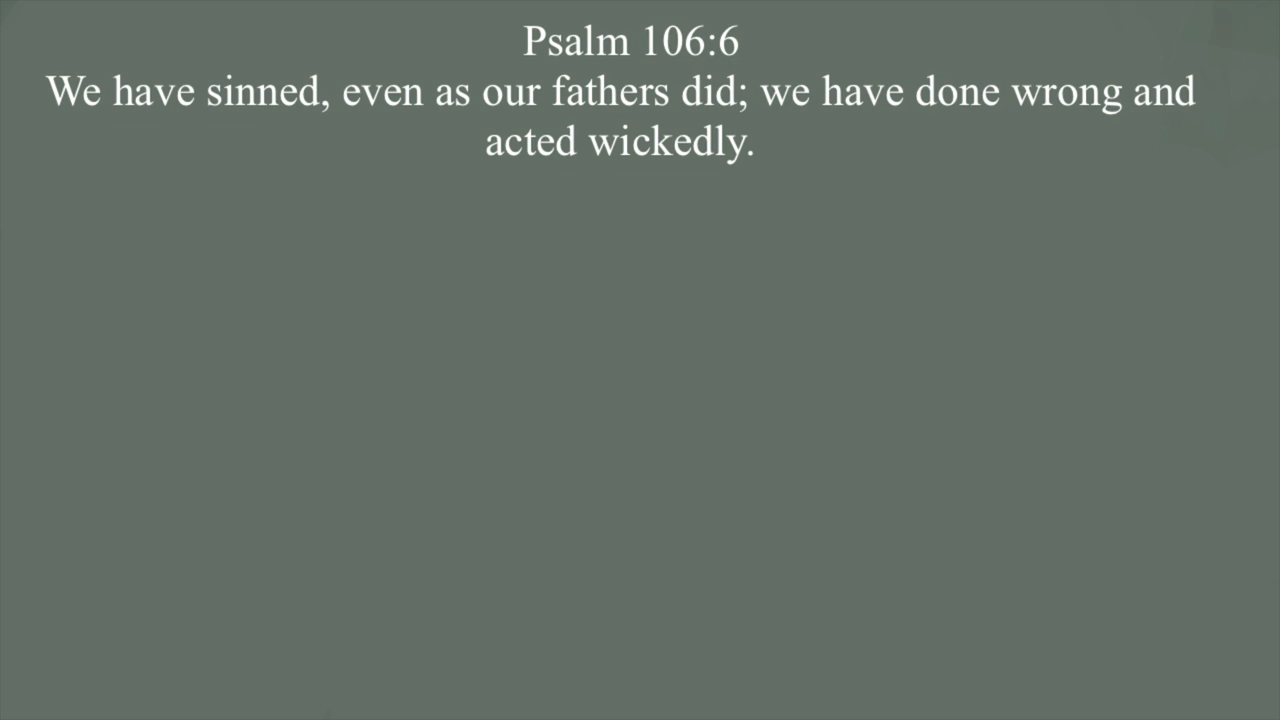 Psalm 106:6
We have sinned, even as our fathers did; we have done wrong and
acted wickedly.